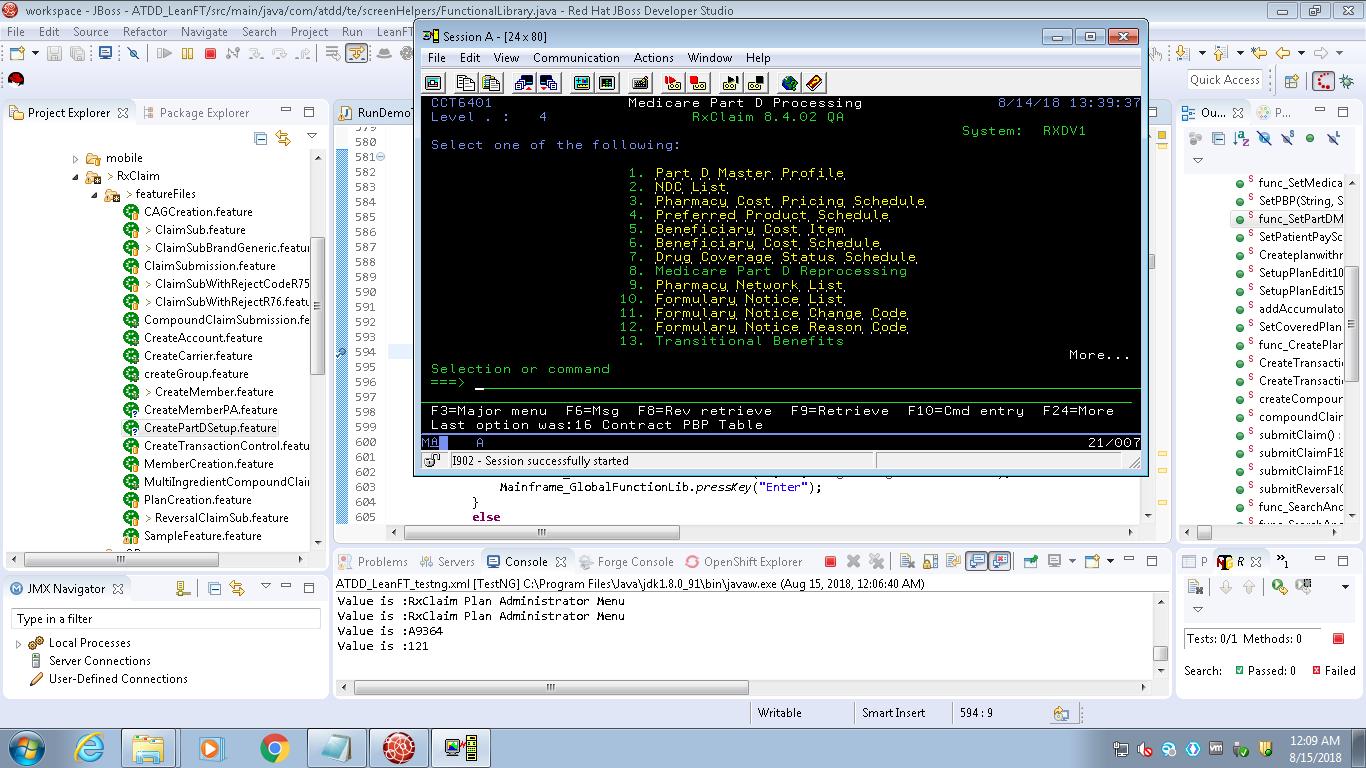 workspace - JBoss - ATDD_LeanFT/src/main/java/com/atdd/te/screenHelpers/FunctionalLibrary.java - Red Hat JBoss Developer Studio
File Edit Source Refactor Navigate Search Project Run LeanFT
Quick Access
Project Explorer
Package Explorer
mobile
> RxClaim
> featureFiles
CAGCreation.feature
> ClaimSub.feature
> ClaimSubBrandGeneric.featur
ClaimSubmission.feature
> ClaimSubWithRejectCodeR75
> ClaimSubWithRejectR76.featu
CompoundClaimSubmission.fe
CreateAccount.feature
CreateCarrier.feature
createGroup.feature
> CreateMember.feature
CreateMemberPA.feature
CreatePartDSetup.feature
CreateTransactionControl.featu
MemberCreation.feature
MultiIngredientCompoundClai
PlanCreation.feature
> ReversalClaimSub.feature
SampleFeature.feature
RunDemoT
579
580
581
582
583
584
585
586
587
588
589
590
591
592
593
594
595
596
597
598
599
600
601
602
603
604
605
Mainframe_GlobalFunctionLib.pressKey("Enter");
}
else
Session A - [24 x 80]
File Edit View Communication Actions Window Help
CCT6401 Medicare Part D Processing 8/14/18 13:39:37
Level . : 4 RxClaim 8.4.02 QA
System: RXDV1
Select one of the following:
1. Part D Master Profile
2. NDC List
3. Pharmacy Cost Pricing Schedule
4. Preferred Product Schedule
5. Beneficiary Cost Item
6. Beneficiary Cost Schedule
7. Drug Coverage Status Schedule
8. Medicare Part D Reprocessing
9. Pharmacy Network List
10. Formulary Notice List
11. Formulary Notice Change Code
12. Formulary Notice Reason Code
13. Transitional Benefits
More...
Selection or command
===>
F3=Major menu F6=Msg F8=Rev retrieve F9=Retrieve F10=Cmd entry F24=More
Last option was:16 Contract PBP Table
MA A 21/007
I902 - Session successfully started
Ou...
P...
func_SetMedica
SetPBP(String, S
func_SetPartDM
SetPatientPaySc
Createplanwithr
SetupPlanEdit10
SetupPlanEdit15
addAccumulato
SetCoveredPlan
func_CreatePlan
CreateTransacti
CreateTransacti
createCompour
compoundClain
submitClaim() :
submitClaimF18
submitClaimF18
submitReversalC
func_SearchAnc
func_SearchAnc
JMX Navigator
Type in a filter
Local Processes
Server Connections
User-Defined Connections
Problems Servers Console Forge Console OpenShift Explorer
ATDD_LeanFT_testng.xml [TestNG] C:\Program Files\Java\jdk1.8.0_91\bin\javaw.exe (Aug 15, 2018, 12:06:40 AM)
Value is :RxClaim Plan Administrator Menu
Value is :RxClaim Plan Administrator Menu
Value is :A9364
Value is :121
P
R
Tests: 0/1 Methods: 0
Search: Passed: 0 Failed
Writable Smart Insert 594 : 9
12:09 AM
8/15/2018